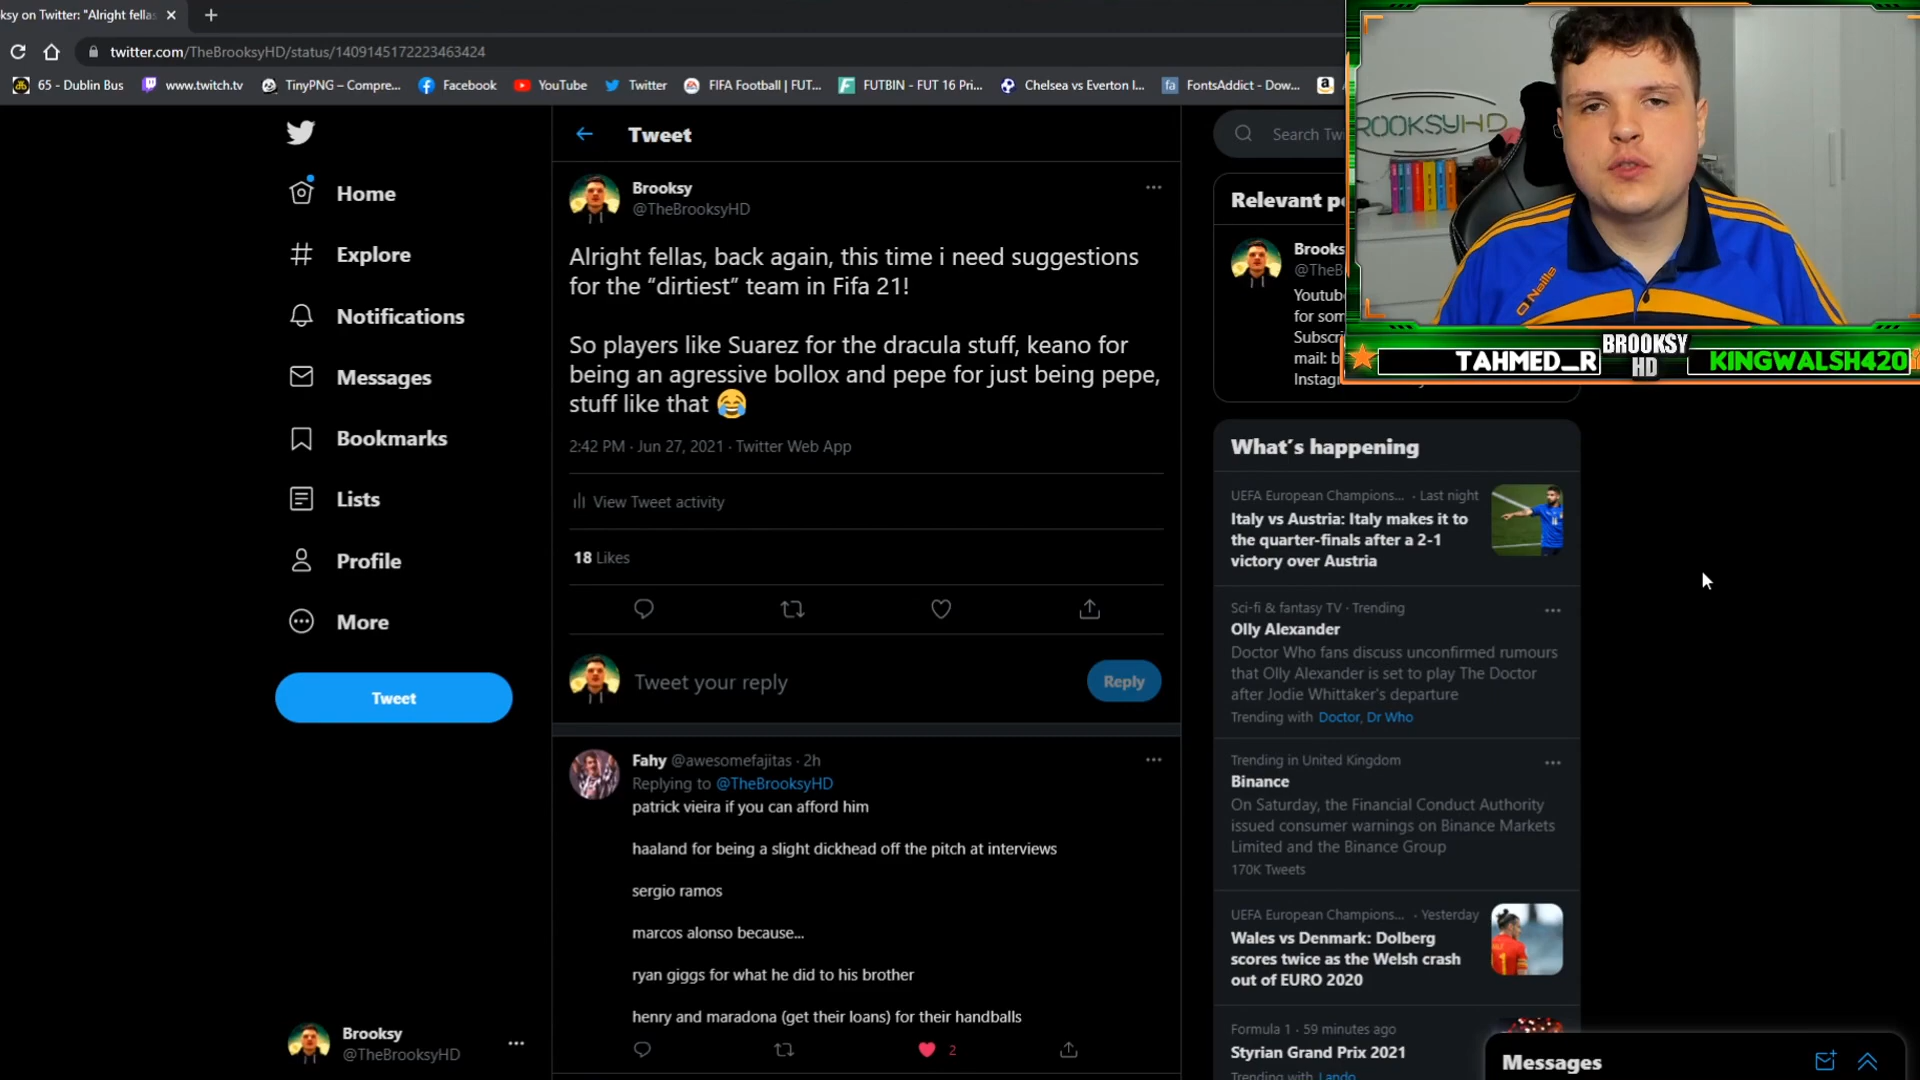 ksy on Twitter: "Alright fellas
twitter.com/TheBrooksyHD/status/1409145172223463424
65 - Dublin Bus
www.twitch.tv
TinyPNG – Compre...
Facebook
YouTube
Twitter
FIFA Football | FUT...
FUTBIN - FUT 16 Pri...
Chelsea vs Everton I...
FontsAddict - Dow...
Home
Explore
Notifications
Messages
Bookmarks
Lists
Profile
More
Tweet
Brooksy
@TheBrooksyHD
Tweet
Brooksy
@TheBrooksyHD
Alright fellas, back again, this time i need suggestions
for the “dirtiest” team in Fifa 21!
So players like Suarez for the dracula stuff, keano for
being an agressive bollox and pepe for just being pepe,
stuff like that 😂
2:42 PM · Jun 27, 2021 · Twitter Web App
View Tweet activity
18 Likes
Tweet your reply
Reply
Fahy @awesomefajitas · 2h
Replying to @TheBrooksyHD
patrick vieira if you can afford him
haaland for being a slight dickhead off the pitch at interviews
sergio ramos
marcos alonso because...
ryan giggs for what he did to his brother
henry and maradona (get their loans) for their handballs
2
Search Tw
Relevant pe
Brooks
@TheB
Youtube
for som
Subscri
mail: b
Instag
ROOKSYHD
O'Neills
TAHMED_R
BROOKSY
HD
KINGWALSH420
What's happening
UEFA European Champions... · Last night
Italy vs Austria: Italy makes it to
the quarter-finals after a 2-1
victory over Austria
Sci-fi & fantasy TV · Trending
Olly Alexander
Doctor Who fans discuss unconfirmed rumours
that Olly Alexander is set to play The Doctor
after Jodie Whittaker's departure
Trending with Doctor, Dr Who
Trending in United Kingdom
Binance
On Saturday, the Financial Conduct Authority
issued consumer warnings on Binance Markets
Limited and the Binance Group
170K Tweets
UEFA European Champions... · Yesterday
Wales vs Denmark: Dolberg
scores twice as the Welsh crash
out of EURO 2020
Formula 1 · 59 minutes ago
Styrian Grand Prix 2021
Trending with Lando
Messages